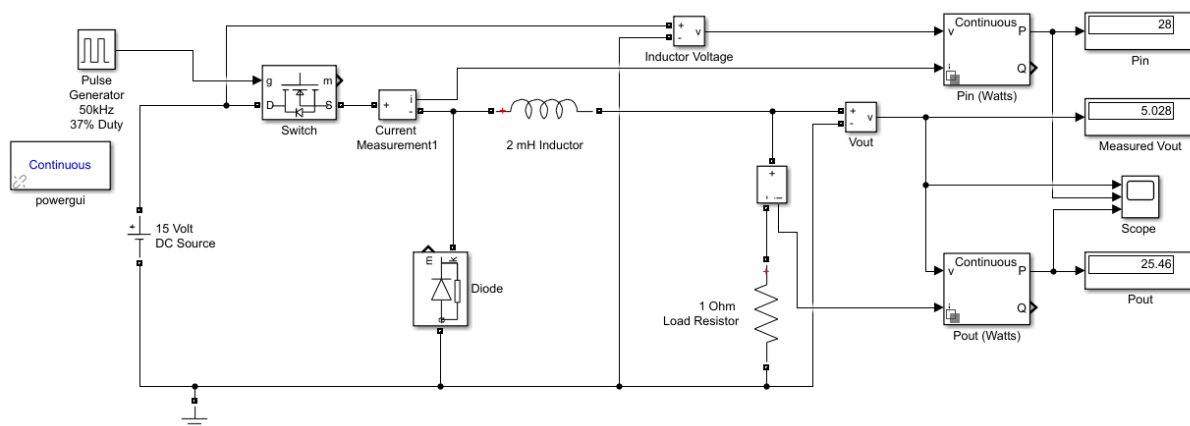 Continuous
28
v
P
+
-
v
Inductor Voltage
i
Q
Pin
Pin (Watts)
Pulse
Generator
50kHz
37% Duty
g
m
D
S
Switch
+
i
-
Current
Measurement1
2 mH Inductor
+
-
v
Vout
5.028
Measured Vout
Continuous
powergui
+
-
Scope
+
15 Volt
DC Source
m
k
a
Diode
1 Ohm
Load Resistor
+
Continuous
25.46
v
P
i
Q
Pout
Pout (Watts)